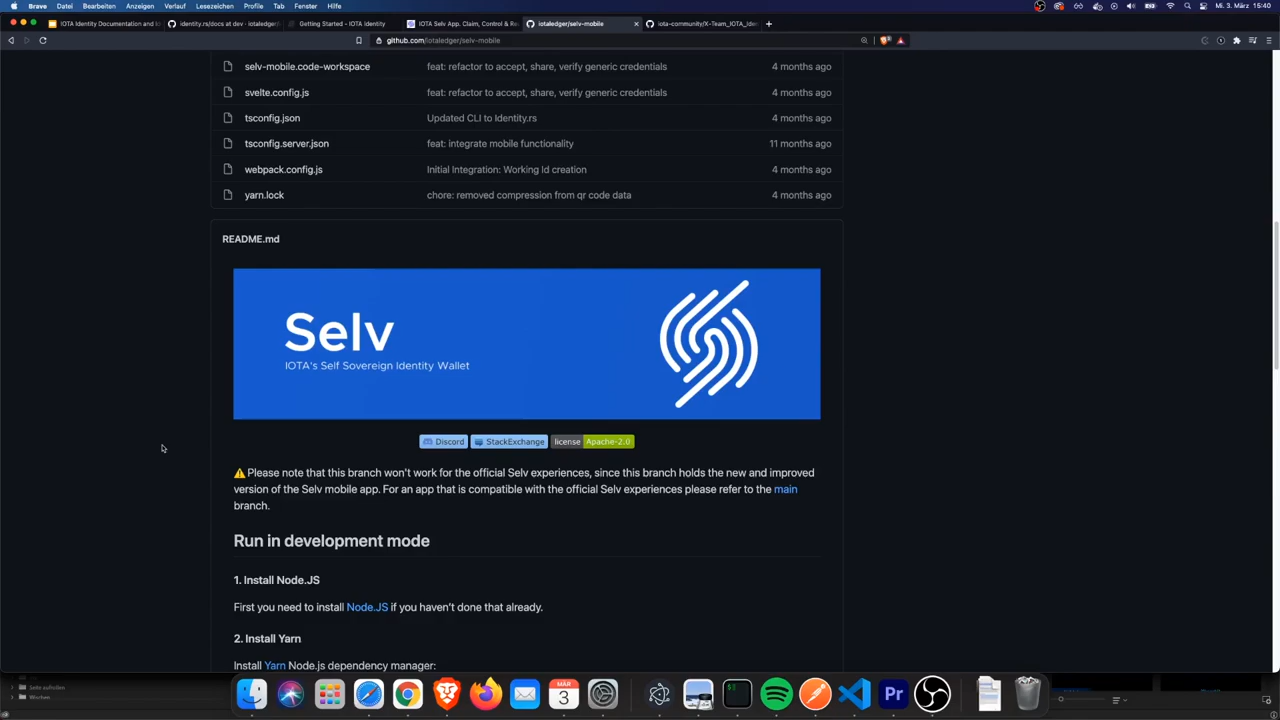 Brave Datei Bearbeiten Anzeigen Verlauf Lesezeichen Profile Tab Fenster Hilfe
Mi. 3. März 15:40
IOTA Identity Documentation and Id
identity.rs/docs at dev · iotaledger/i
Getting Started – IOTA Identity
IOTA Selv App. Claim, Control & Re
iotaledger/selv-mobile
iota-community/X-Team_IOTA_Iden
github.com/iotaledger/selv-mobile
selv-mobile.code-workspace feat: refactor to accept, share, verify generic credentials 4 months ago
svelte.config.js feat: refactor to accept, share, verify generic credentials 4 months ago
tsconfig.json Updated CLI to Identity.rs 4 months ago
tsconfig.server.json feat: integrate mobile functionality 11 months ago
webpack.config.js Initial Integration: Working Id creation 4 months ago
yarn.lock chore: removed compression from qr code data 4 months ago
README.md
Selv
IOTA's Self Sovereign Identity Wallet
Discord StackExchange license Apache-2.0
⚠️Please note that this branch won't work for the official Selv experiences, since this branch holds the new and improved
version of the Selv mobile app. For an app that is compatible with the official Selv experiences please refer to the main
branch.
Run in development mode
1. Install Node.JS
First you need to install Node.JS if you haven't done that already.
2. Install Yarn
Install Yarn Node.js dependency manager:
MÄR
3
Pr